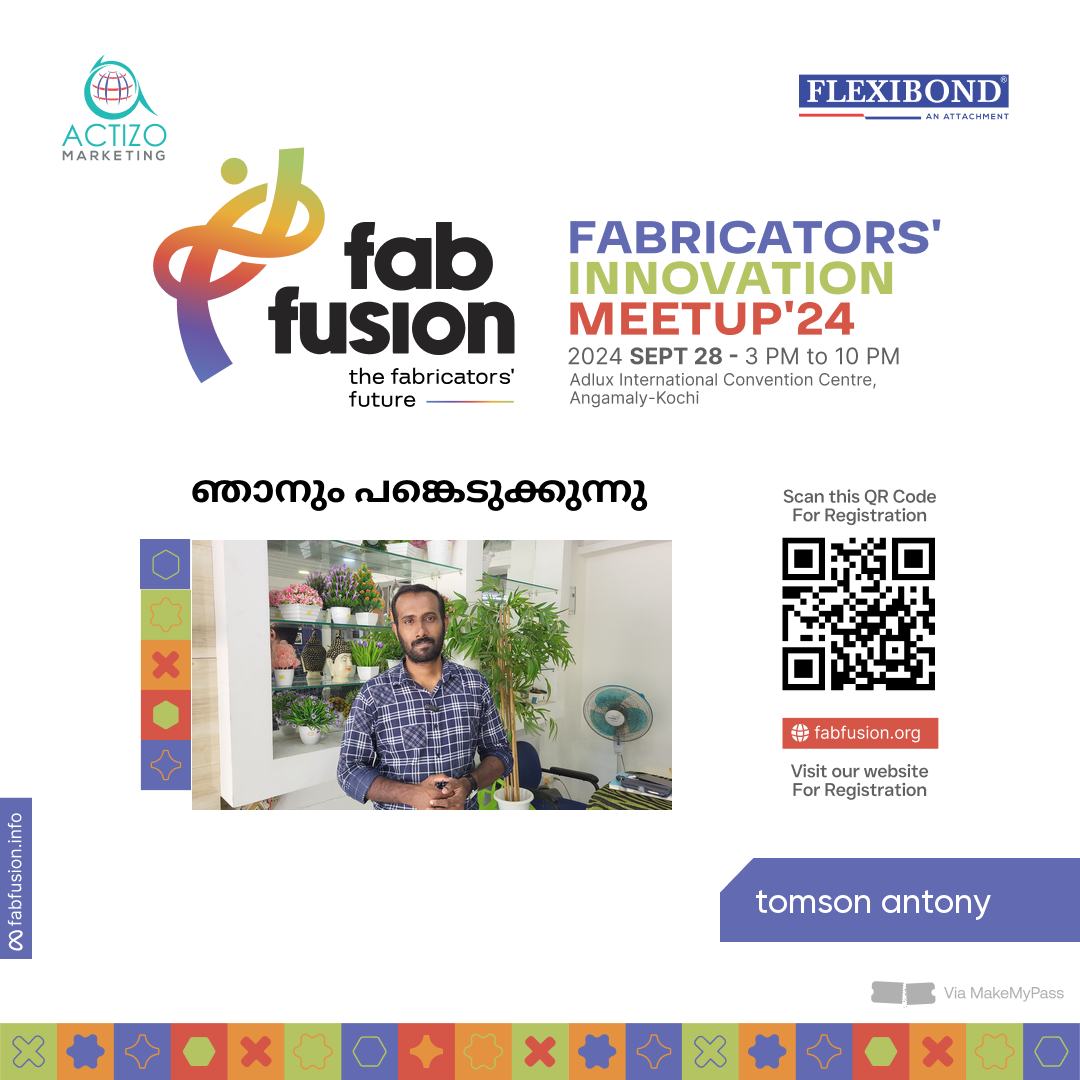 ACTIZO
MARKETING
FLEXIBOND®
AN ATTACHMENT
fab
fusion
the fabricators'
future
FABRICATORS'
INNOVATION
MEETUP'24
2024 SEPT 28 - 3 PM to 10 PM
Adlux International Convention Centre,
Angamaly-Kochi
ഞാനും പങ്കെടുക്കുന്നു
Scan this QR Code
For Registration
fabfusion.org
Visit our website
For Registration
fabfusion.info
tomson antony
Via MakeMyPass